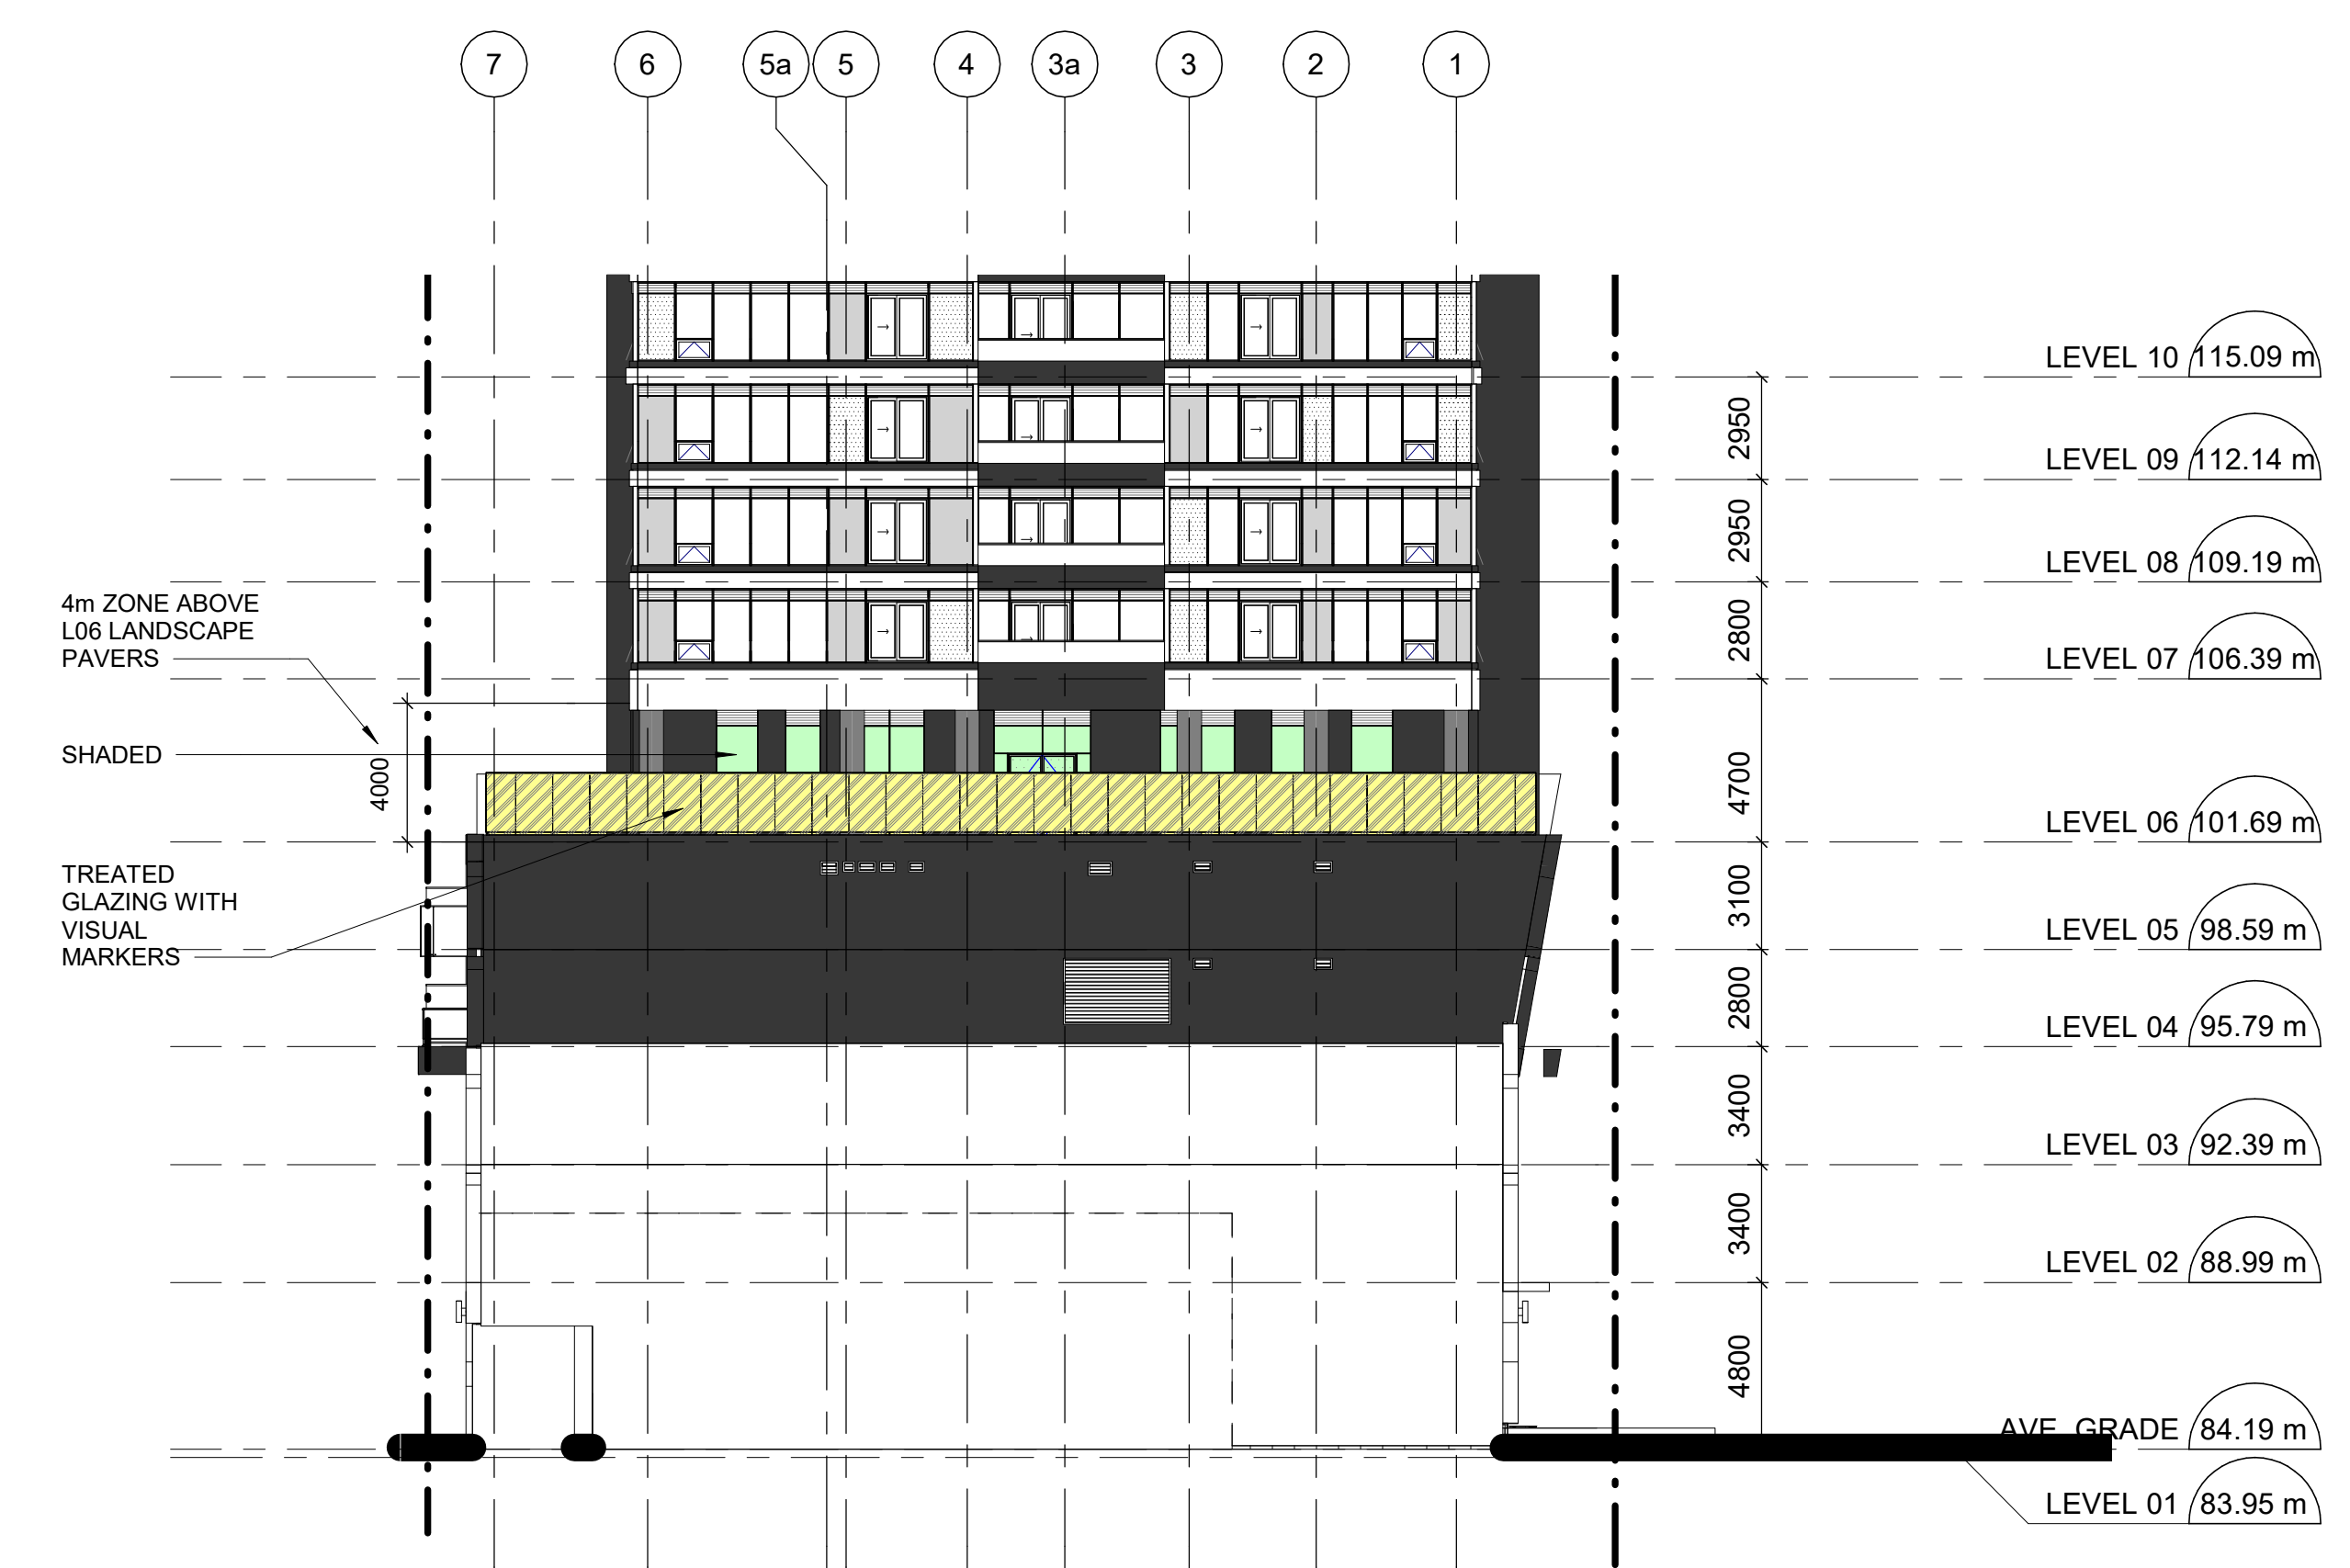 7 6 5a 5 4 3a 3 2 1
LEVEL 10 115.09 m
2950
LEVEL 09 112.14 m
2950
LEVEL 08 109.19 m
2800
LEVEL 07 106.39 m
4m ZONE ABOVE
L06 LANDSCAPE
PAVERS
SHADED
4000
4700
LEVEL 06 101.69 m
TREATED
GLAZING WITH
VISUAL
MARKERS
3100
LEVEL 05 98.59 m
2800
LEVEL 04 95.79 m
3400
LEVEL 03 92.39 m
3400
LEVEL 02 88.99 m
4800
AVE. GRADE 84.19 m
LEVEL 01 83.95 m